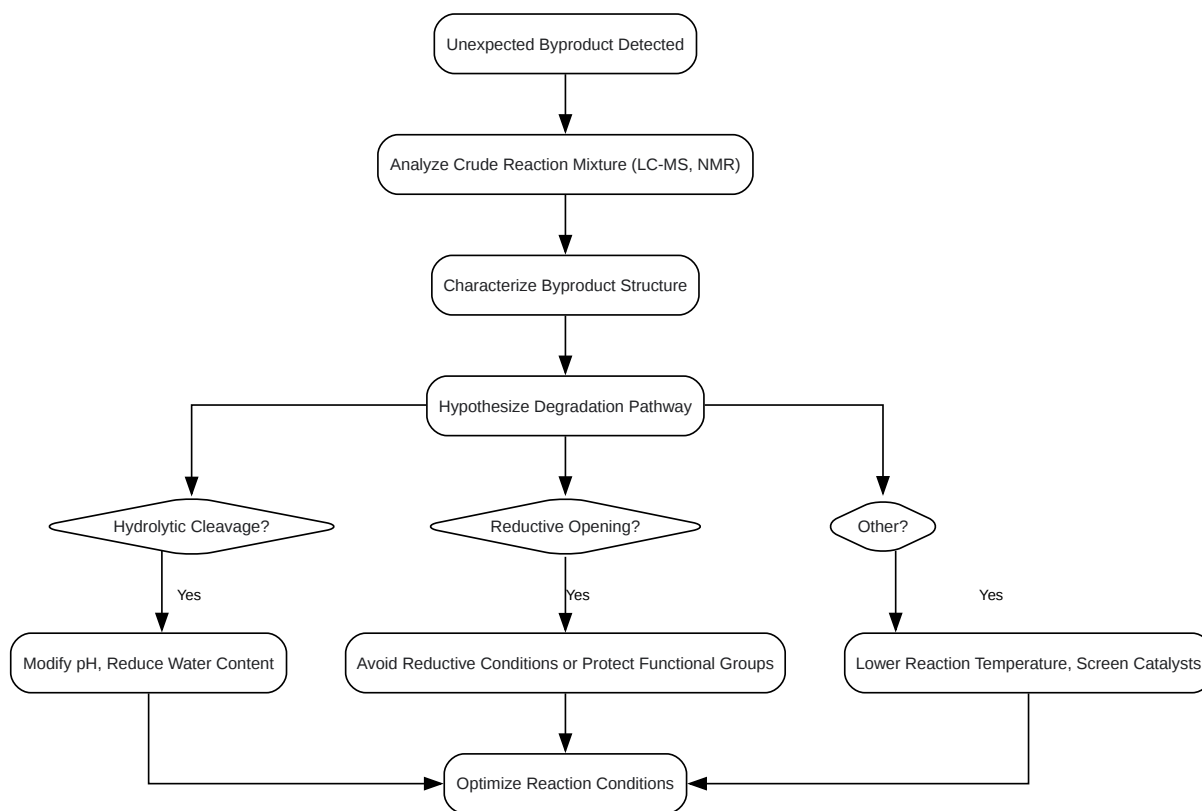 Unexpected Byproduct Detected
Analyze Crude Reaction Mixture (LC-MS, NMR)
Characterize Byproduct Structure
Hypothesize Degradation Pathway
Hydrolytic Cleavage?
Reductive Opening?
Other?
Yes
Yes
Yes
Modify pH, Reduce Water Content
Avoid Reductive Conditions or Protect Functional Groups
Lower Reaction Temperature, Screen Catalysts
Optimize Reaction Conditions